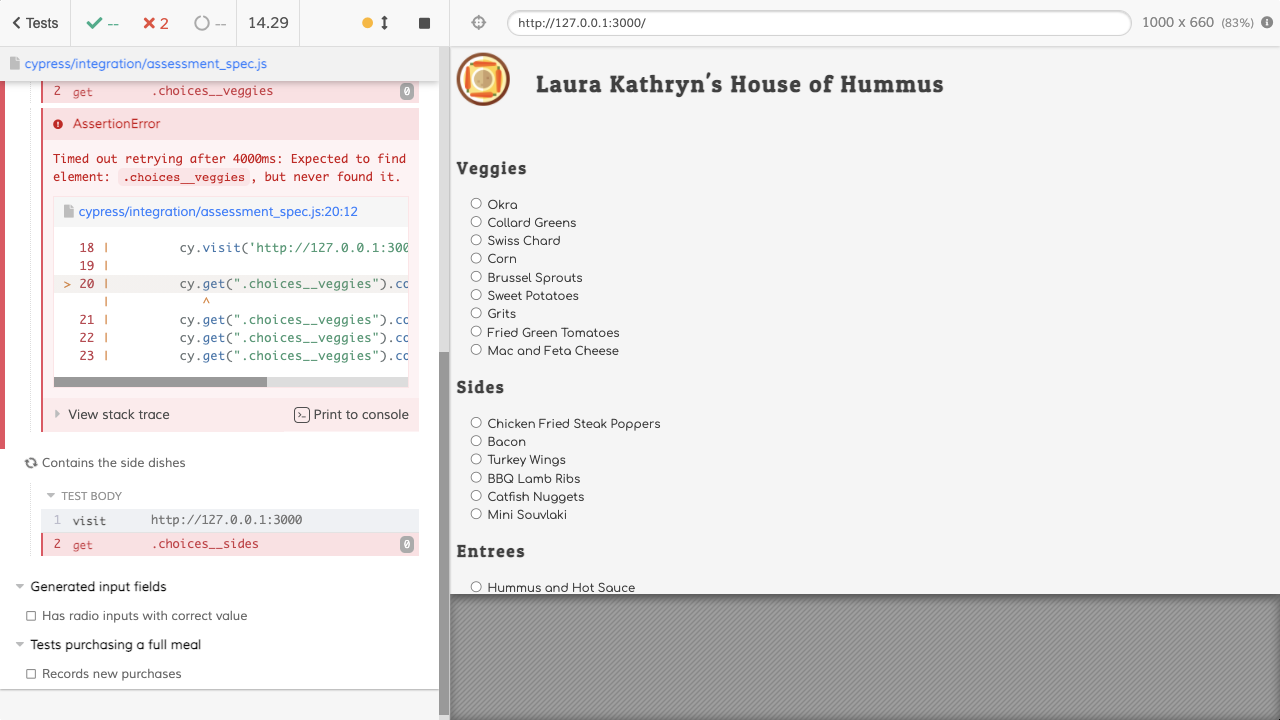 Tests
--
2
--
14.29
http://127.0.0.1:3000/
1000 x 660 (83%)
cypress/integration/assessment_spec.js
2 get .choices__veggies 0
AssertionError
Timed out retrying after 4000ms: Expected to find
element: .choices__veggies, but never found it.
cypress/integration/assessment_spec.js:20:12
18 | cy.visit('http://127.0.0.1:300
19 |
> 20 | cy.get(".choices__veggies").co
| ^
21 | cy.get(".choices__veggies").co
22 | cy.get(".choices__veggies").co
23 | cy.get(".choices__veggies").co
View stack trace
Print to console
Contains the side dishes
TEST BODY
1 visit http://127.0.0.1:3000
2 get .choices__sides 0
Generated input fields
Has radio inputs with correct value
Tests purchasing a full meal
Records new purchases
Laura Kathryn's House of Hummus
Veggies
Okra
Collard Greens
Swiss Chard
Corn
Brussel Sprouts
Sweet Potatoes
Grits
Fried Green Tomatoes
Mac and Feta Cheese
Sides
Chicken Fried Steak Poppers
Bacon
Turkey Wings
BBQ Lamb Ribs
Catfish Nuggets
Mini Souvlaki
Entrees
Hummus and Hot Sauce